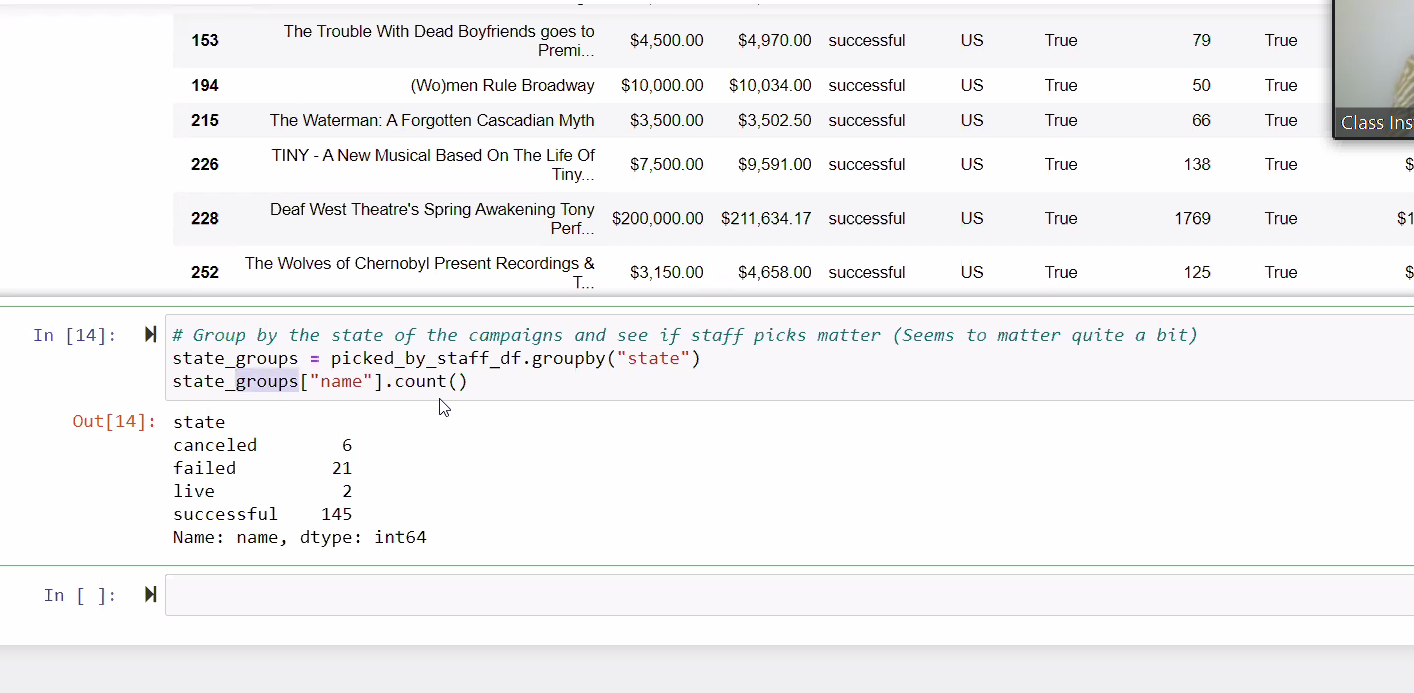 153 The Trouble With Dead Boyfriends goes to Premi... $4,500.00 $4,970.00 successful US True 79 True
194 (Wo)men Rule Broadway $10,000.00 $10,034.00 successful US True 50 True
215 The Waterman: A Forgotten Cascadian Myth $3,500.00 $3,502.50 successful US True 66 True
226 TINY - A New Musical Based On The Life Of Tiny... $7,500.00 $9,591.00 successful US True 138 True $
228 Deaf West Theatre's Spring Awakening Tony Perf... $200,000.00 $211,634.17 successful US True 1769 True $1
252 The Wolves of Chernobyl Present Recordings & T... $3,150.00 $4,658.00 successful US True 125 True $
Class Ins
In [14]: # Group by the state of the campaigns and see if staff picks matter (Seems to matter quite a bit)
state_groups = picked_by_staff_df.groupby("state")
state_groups["name"].count()
Out[14]: state
canceled 6
failed 21
live 2
successful 145
Name: name, dtype: int64
In [ ]: